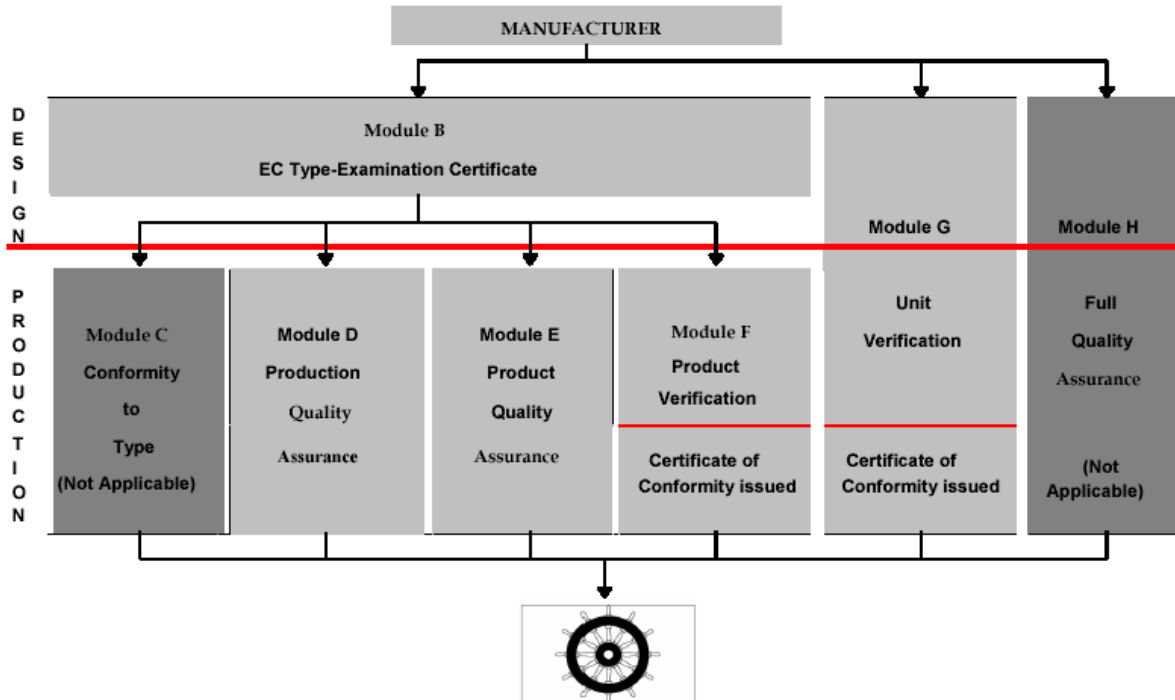 MANUFACTURER
DESIGN
Module B
EC Type-Examination Certificate
Module G
Module H
PRODUCTION
Module C
Conformity
to
Type
(Not Applicable)
Module D
Production
Quality
Assurance
Module E
Product
Quality
Assurance
Module F
Product
Verification
Certificate of
Conformity issued
Unit
Verification
Certificate of
Conformity issued
Full
Quality
Assurance
(Not
Applicable)